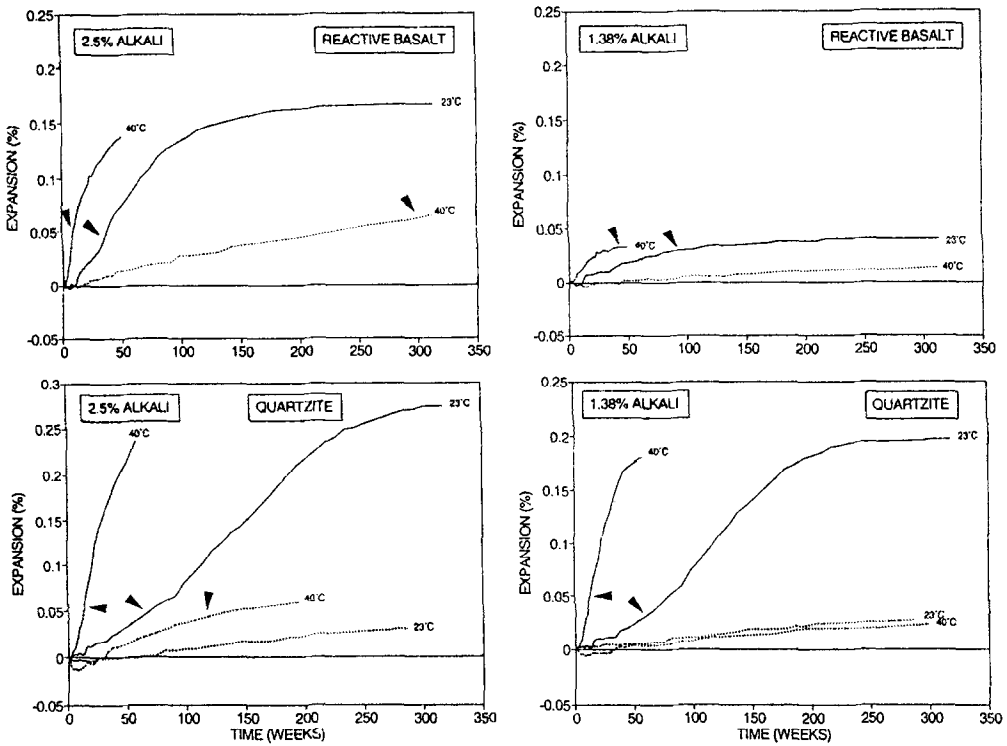 0.25
2.5% ALKALI
REACTIVE BASALT
0.2
0.15
0.1
0.05
0
-0.05
EXPANSION (%)
40°C
23°C
40°C
0 50 100 150 200 250 300 350
0.25
1.38% ALKALI
REACTIVE BASALT
0.2
0.15
0.1
0.05
0
-0.05
EXPANSION (%)
40°C
23°C
40°C
0 50 100 150 200 250 300 350
0.3
2.5% ALKALI
QUARTZITE
0.25
0.2
0.15
0.1
0.05
0
-0.05
EXPANSION (%)
40°C
23°C
40°C
23°C
0 50 100 150 200 250 300 350
TIME (WEEKS)
0.25
1.38% ALKALI
QUARTZITE
0.2
0.15
0.1
0.05
0
-0.05
EXPANSION (%)
40°C
23°C
23°C
40°C
0 50 100 150 200 250 300 350
TIME (WEEKS)